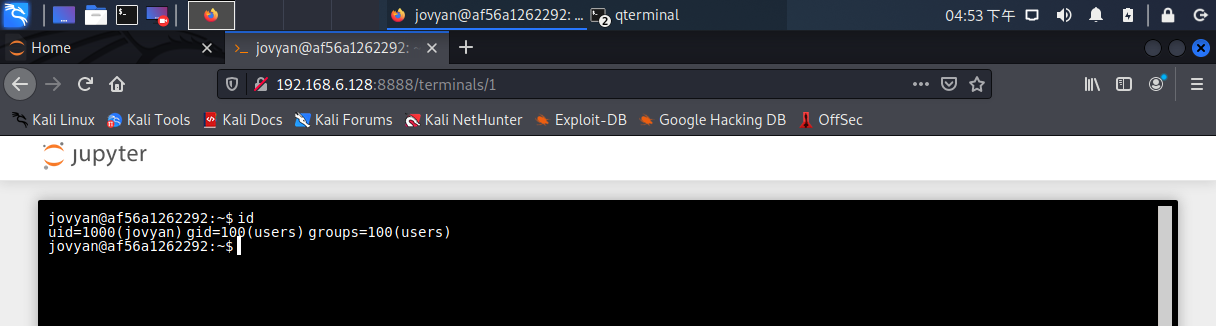 jovyan@af56a1262292: ...
2
qterminal
04:53 下午
Home
jovyan@af56a1262292: ~
192.168.6.128:8888/terminals/1
Kali Linux Kali Tools Kali Docs Kali Forums Kali NetHunter Exploit-DB Google Hacking DB OffSec
jupyter
jovyan@af56a1262292:~$ id
uid=1000(jovyan) gid=100(users) groups=100(users)
jovyan@af56a1262292:~$